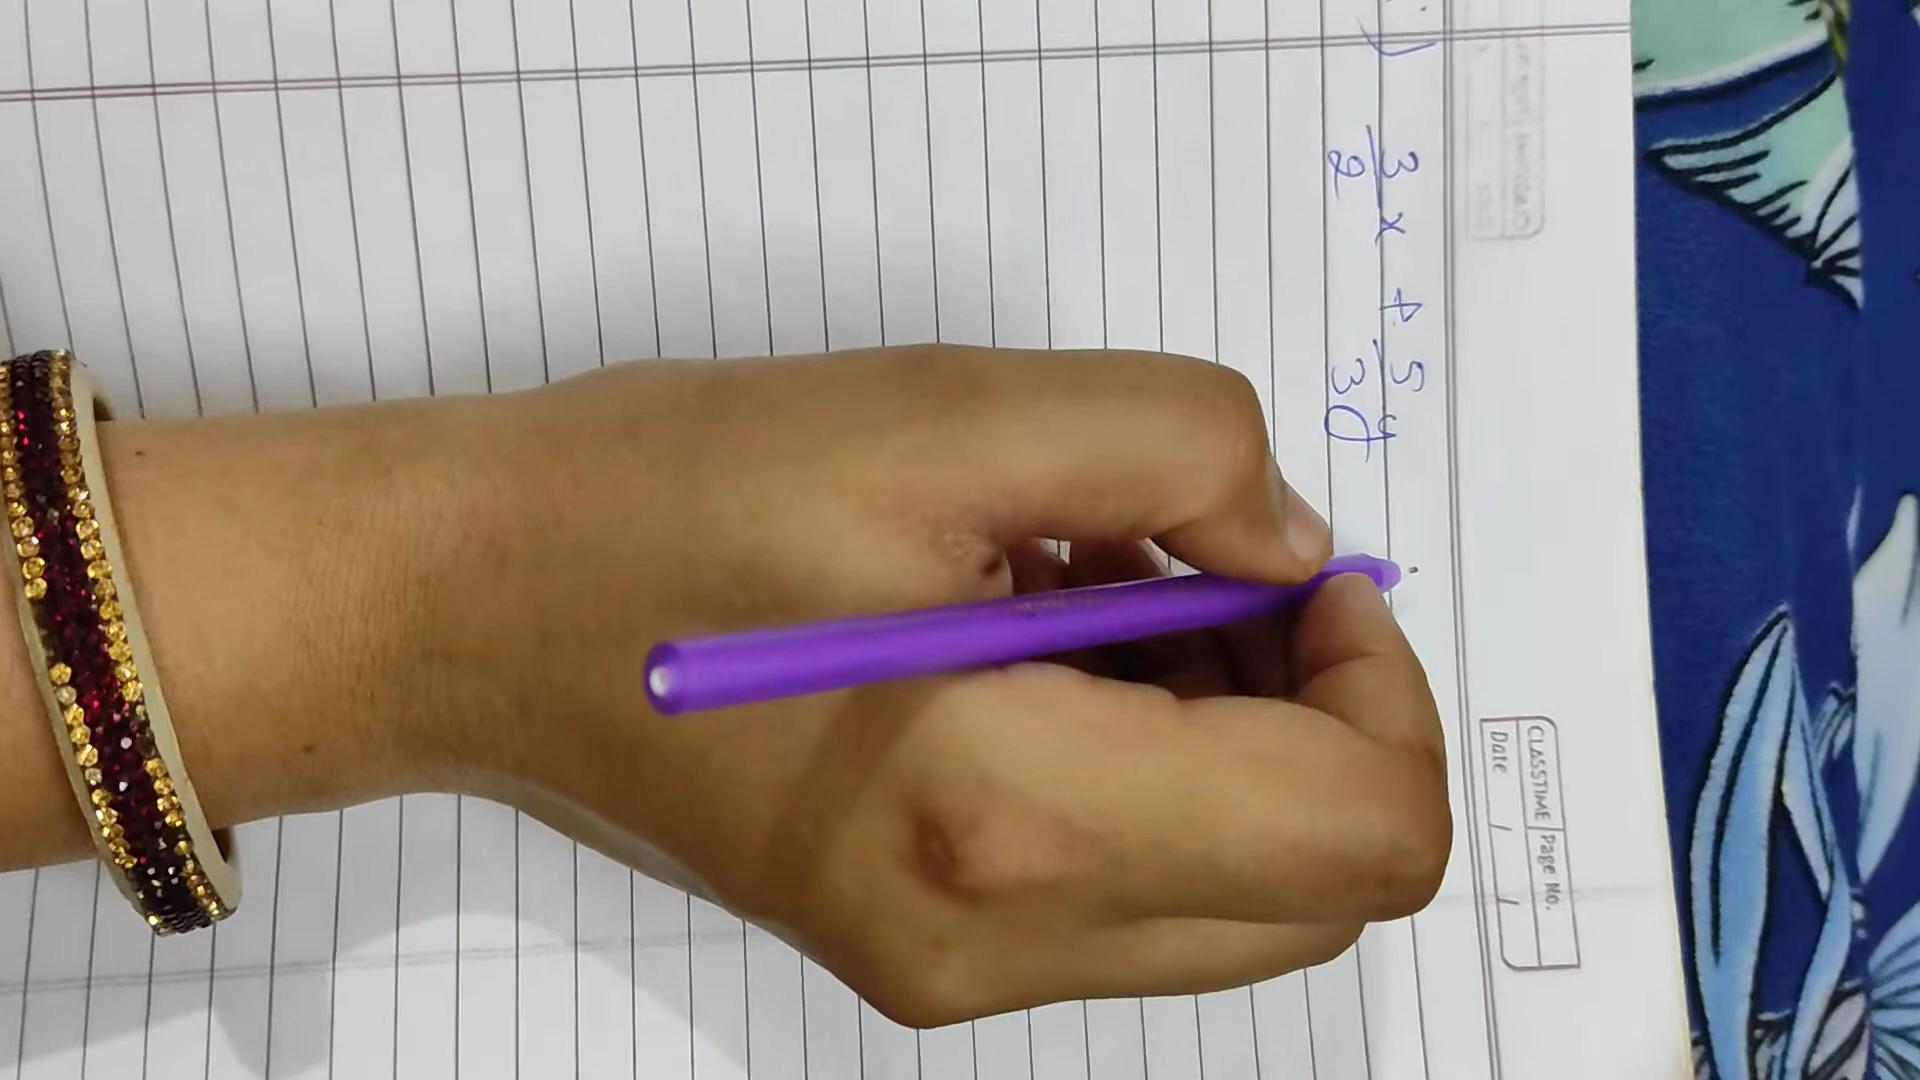 CLASSTIME Page No.
Date / /
) 3/2 x + 5/3 y